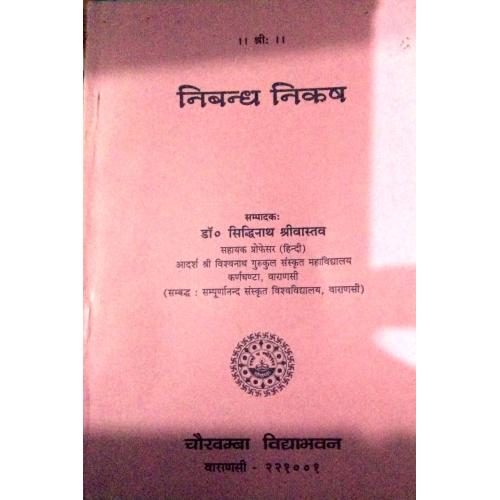 ।। श्रीः ।।
निबन्ध निकष
सम्पादकः
डॉ० सिद्धिनाथ श्रीवास्तव
सहायक प्रोफेसर (हिन्दी)
आदर्श श्री विश्वनाथ गुरुकुल संस्कृत महाविद्यालय
कर्णघण्टा, वाराणसी
(सम्बद्ध : सम्पूर्णानन्द संस्कृत विश्वविद्यालय, वाराणसी)
चौखम्बा विद्याभवन
वाराणसी - २२१००१